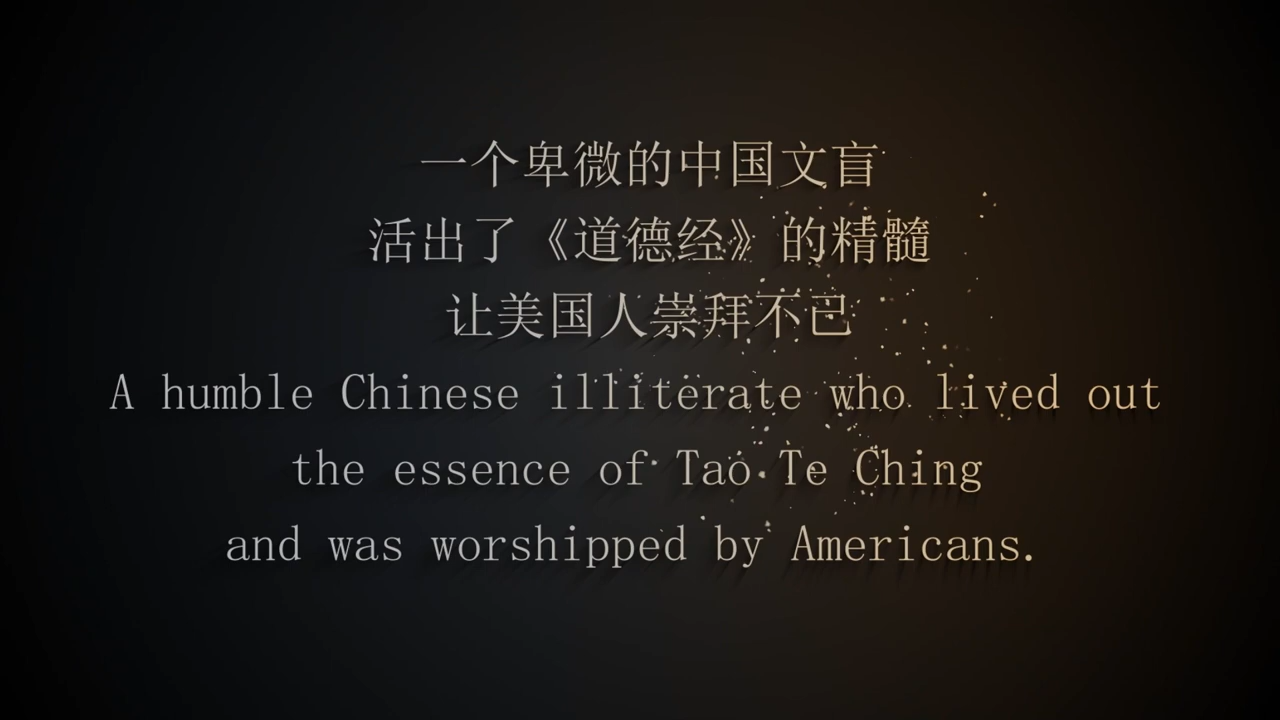 一个卑微的中国文盲
活出了《道德经》的精髓
让美国人崇拜不已
A humble Chinese illiterate who lived out
the essence of Tao Te Ching
and was worshipped by Americans.